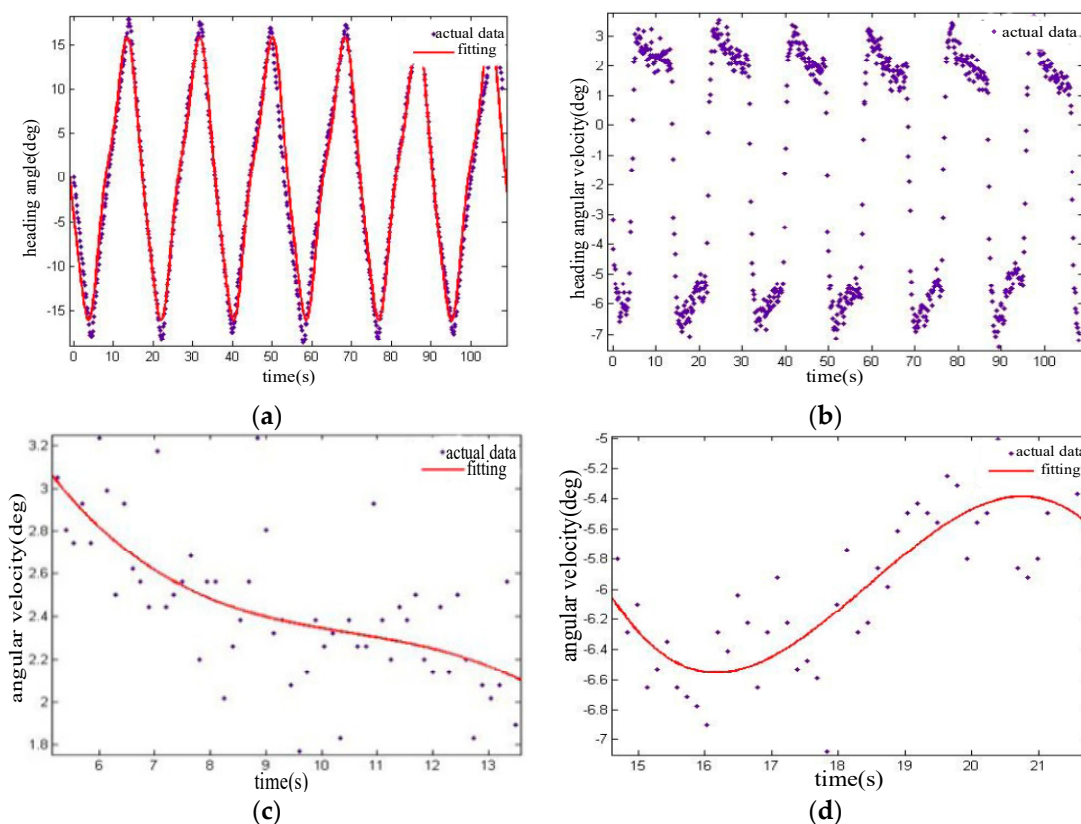 actual data
fitting
15
10
5
0
-5
-10
-15
heading angle(deg)
0 10 20 30 40 50 60 70 80 90 100
time(s)
(a)
actual data
3
2
1
0
-1
-2
-3
-4
-5
-6
-7
heading angular velocity(deg)
0 10 20 30 40 50 60 70 80 90 100
time(s)
(b)
actual data
fitting
3.2
3
2.8
2.6
2.4
2.2
2
1.8
angular velocity(deg)
6 7 8 9 10 11 12 13
time(s)
(c)
actual data
fitting
-5
-5.2
-5.4
-5.6
-5.8
-6
-6.2
-6.4
-6.6
-6.8
-7
angular velocity(deg)
15 16 17 18 19 20 21
time(s)
(d)